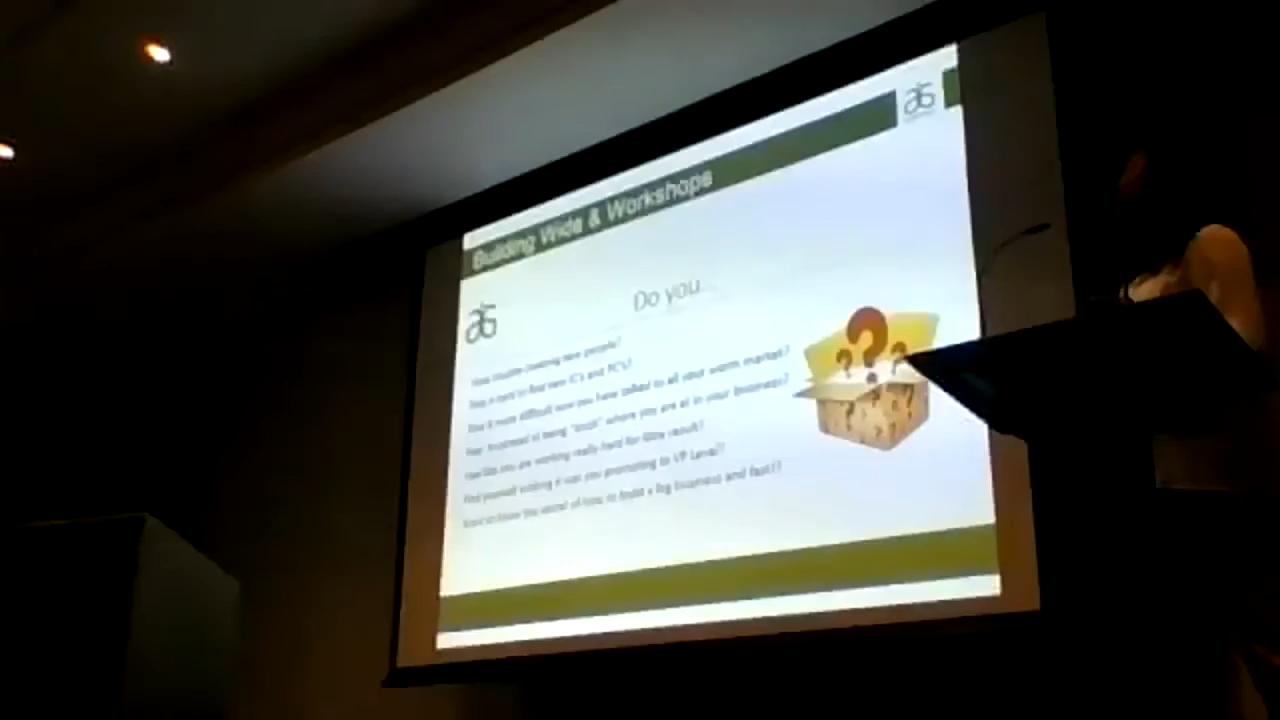 Building Wide & Workshops
Do you...
Have trouble meeting new people?
Find it hard to find new IC's and PC's?
Find it more difficult now you have talked to all your warm market?
Feel frustrated at being "stuck" where you are at in your business?
Feel like you are working really hard for little result?
Find yourself wishing it was you promoting to VP Level?
Want to know the secret of how to build a big business and fast??